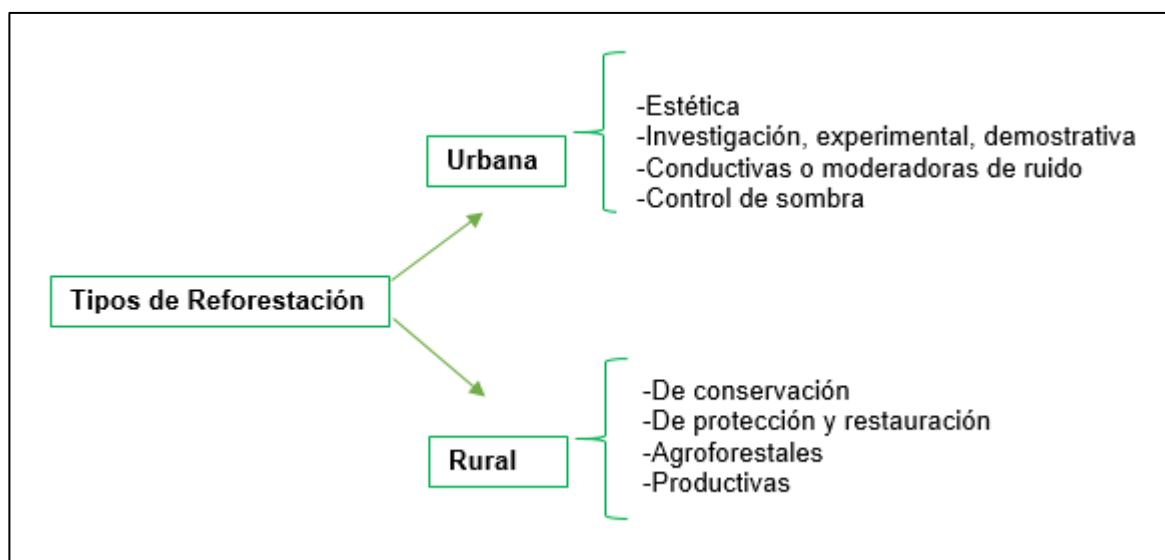 Tipos de Reforestación
Urbana
-Estética
-Investigación, experimental, demostrativa
-Conductivas o moderadoras de ruido
-Control de sombra
Rural
-De conservación
-De protección y restauración
-Agroforestales
-Productivas